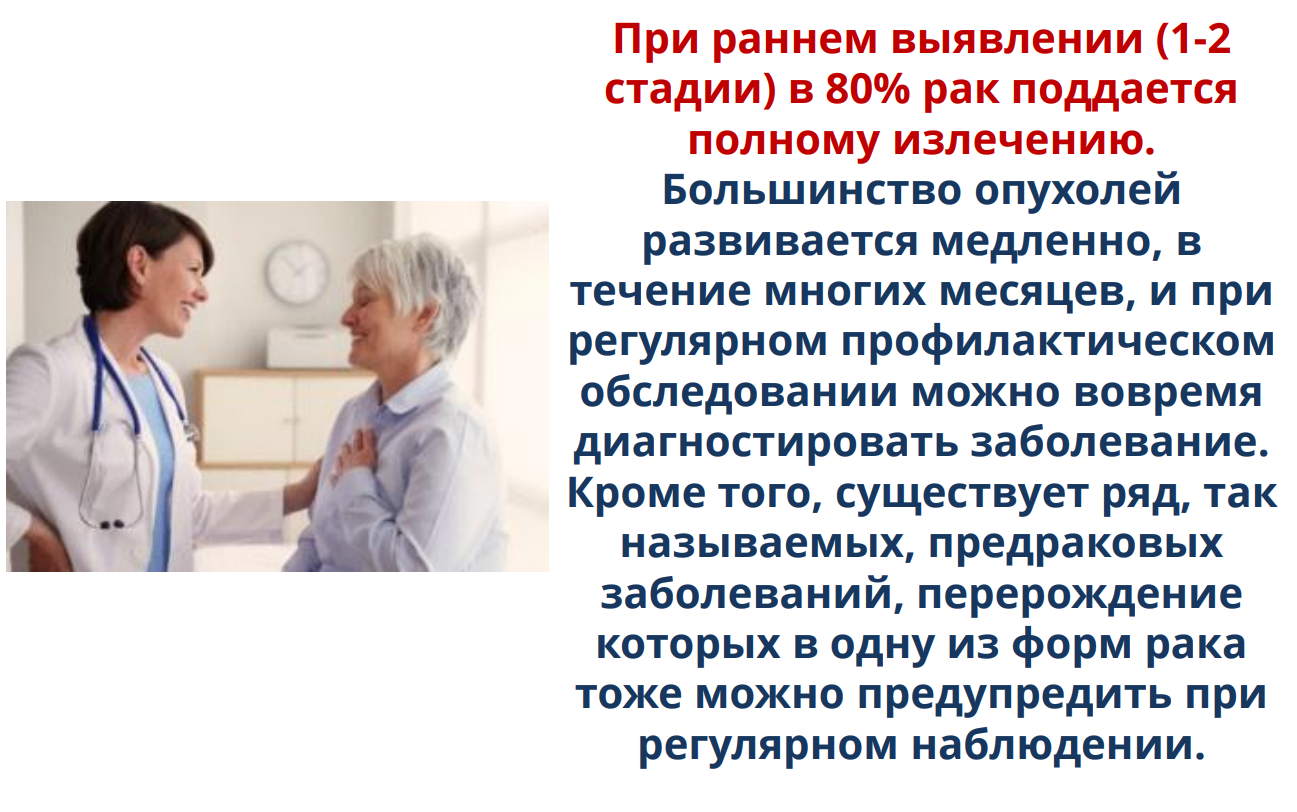 При раннем выявлении (1-2
стадии) в 80% рак поддается
полному излечению.
Большинство опухолей
развивается медленно, в
течение многих месяцев, и при
регулярном профилактическом
обследовании можно вовремя
диагностировать заболевание.
Кроме того, существует ряд, так
называемых, предраковых
заболеваний, перерождение
которых в одну из форм рака
тоже можно предупредить при
регулярном наблюдении.